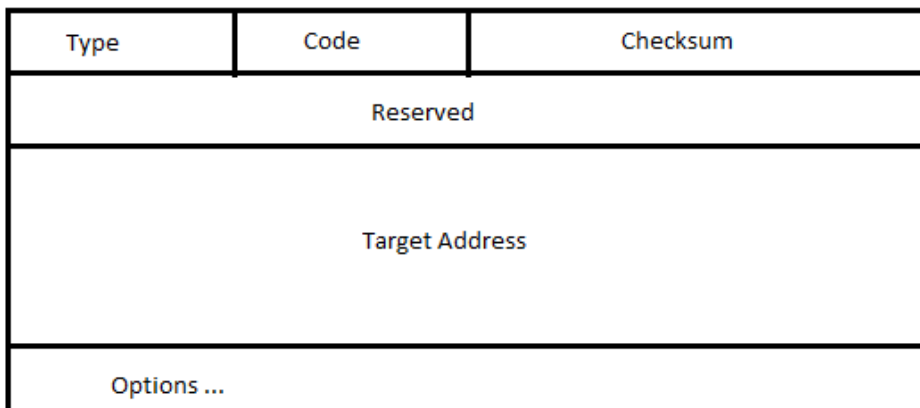 Type Code Checksum
Reserved
Target Address
Options ...